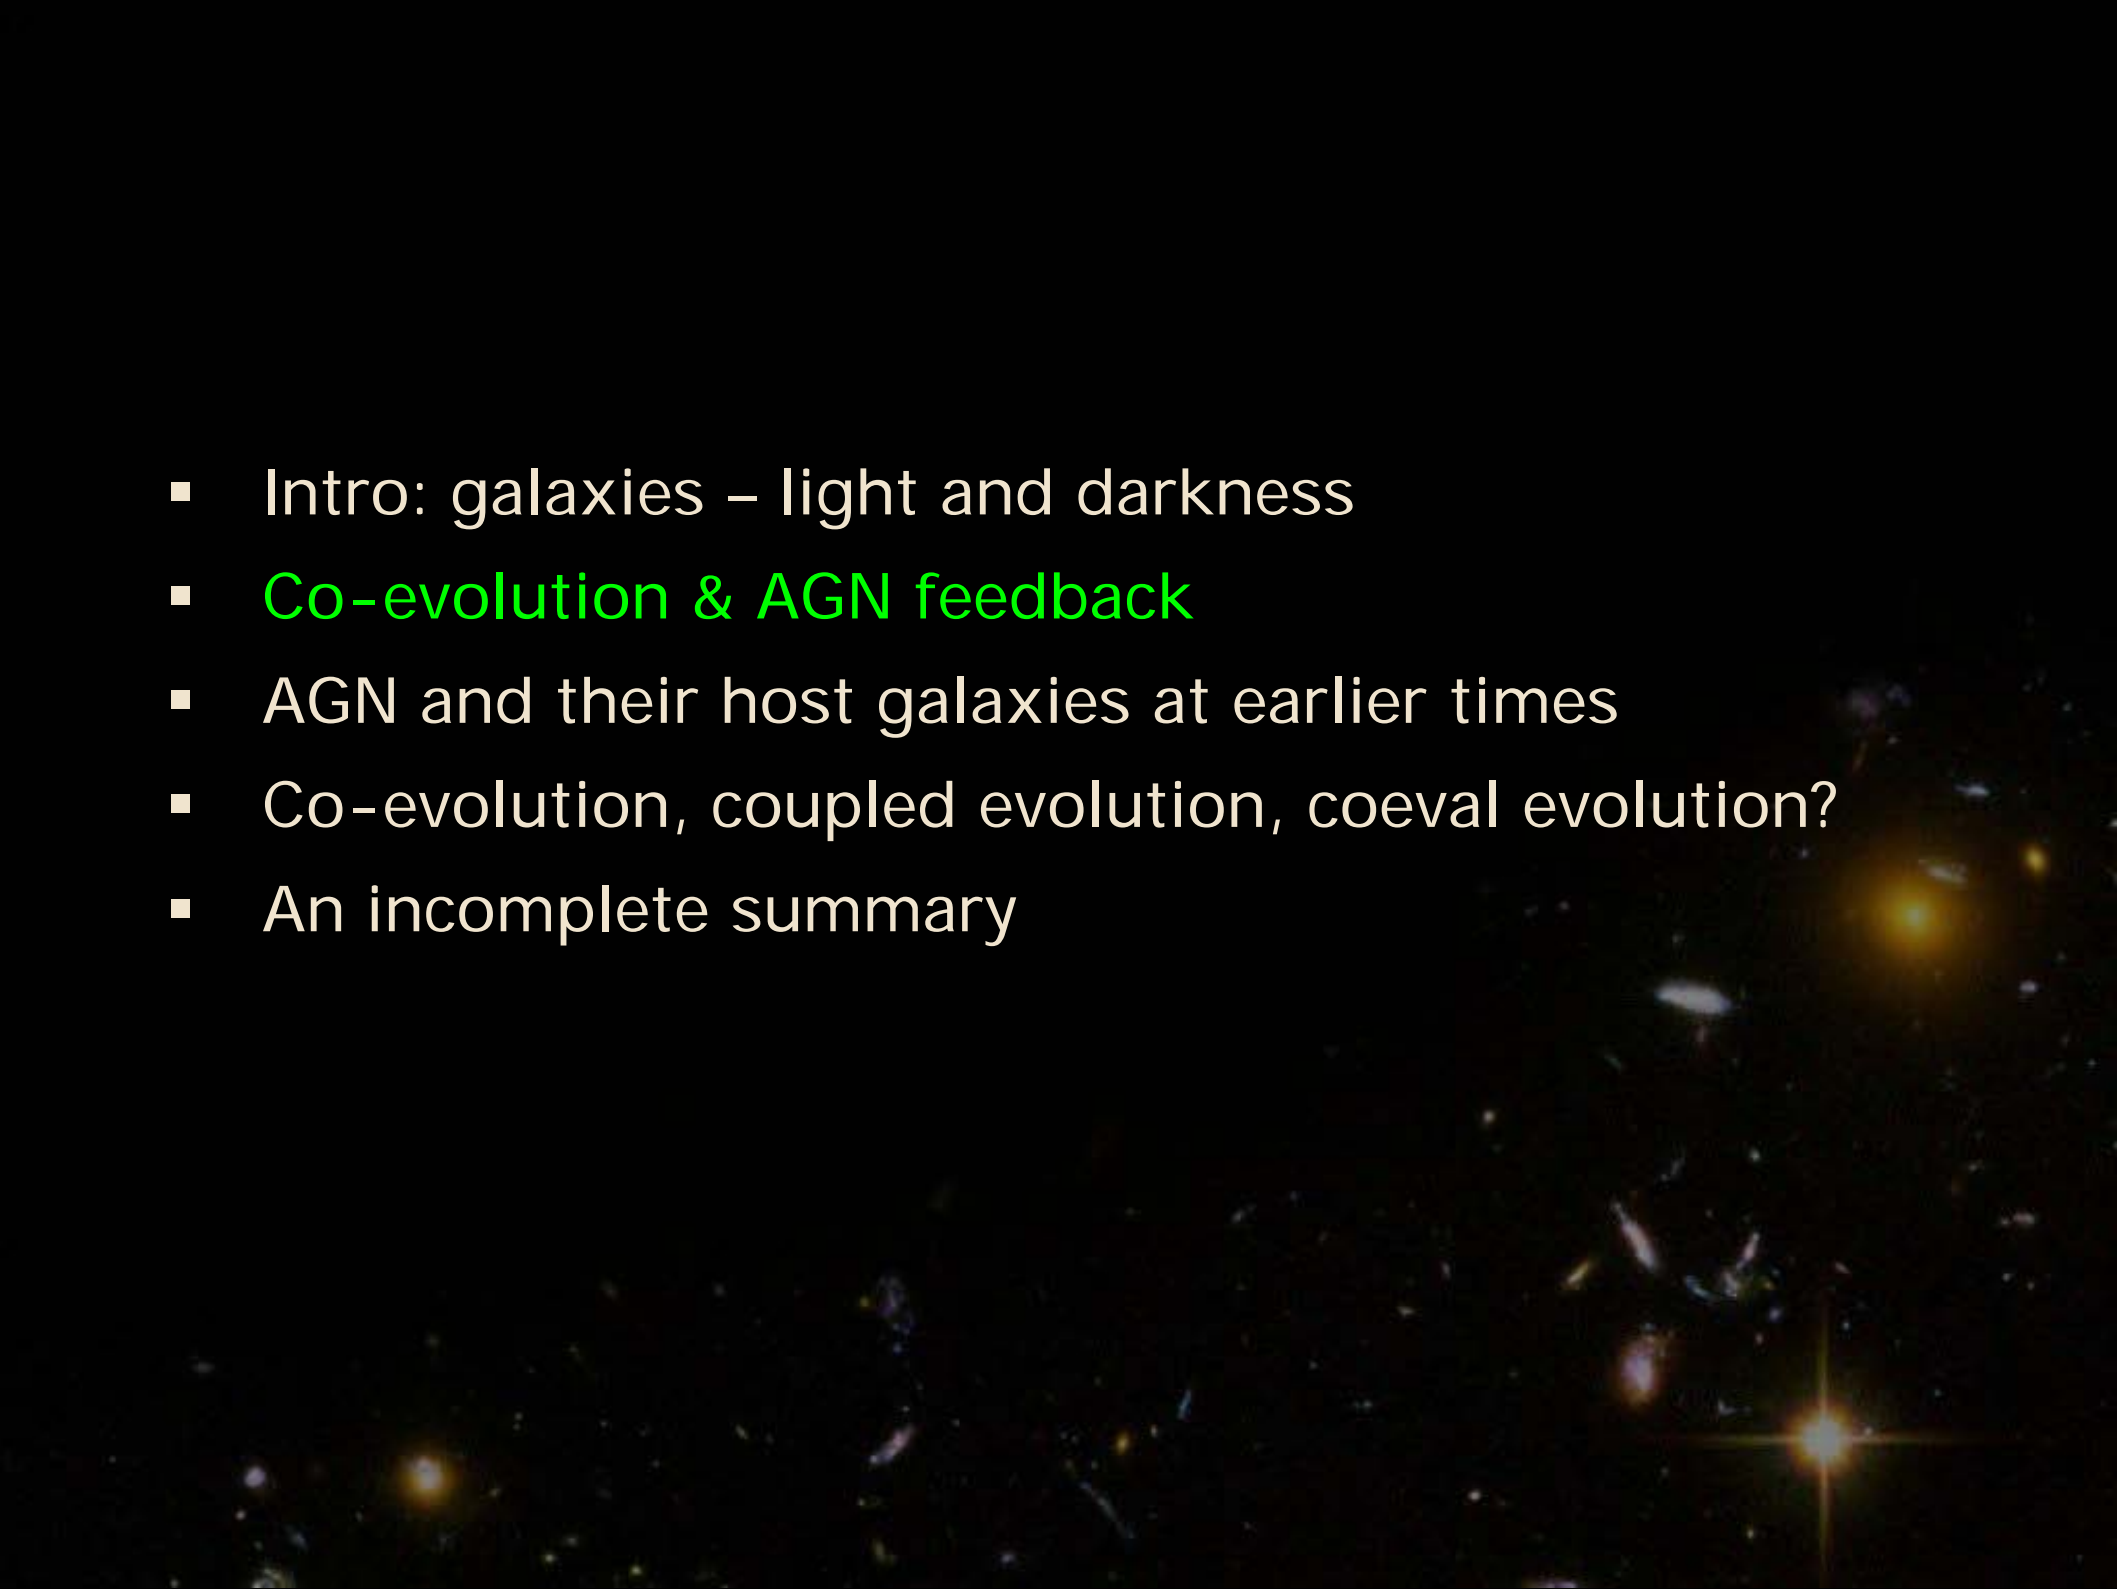 ▪ Intro: galaxies – light and darkness
▪ Co-evolution & AGN feedback
▪ AGN and their host galaxies at earlier times
▪ Co-evolution, coupled evolution, coeval evolution?
▪ An incomplete summary